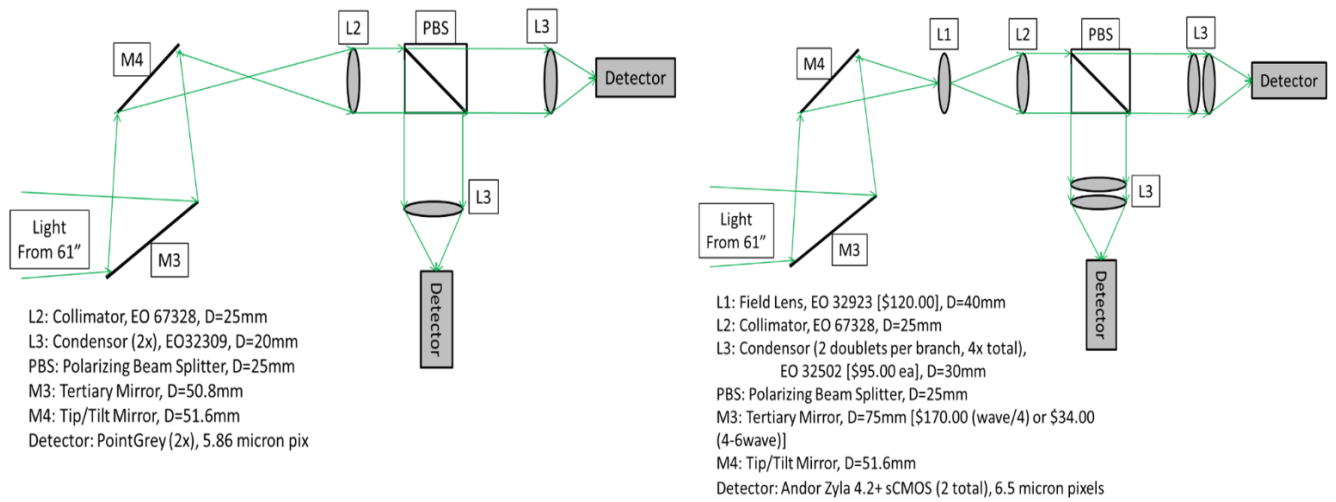 L2
PBS
L3
M4
Detector
L3
Light
From 61”
M3
Detector
L2: Collimator, EO 67328, D=25mm
L3: Condensor (2x), EO32309, D=20mm
PBS: Polarizing Beam Splitter, D=25mm
M3: Tertiary Mirror, D=50.8mm
M4: Tip/Tilt Mirror, D=51.6mm
Detector: PointGrey (2x), 5.86 micron pix
L1
L2
PBS
L3
M4
Detector
L3
Light
From 61”
M3
Detector
L1: Field Lens, EO 32923 [$120.00], D=40mm
L2: Collimator, EO 67328, D=25mm
L3: Condensor (2 doublets per branch, 4x total),
EO 32502 [$95.00 ea], D=30mm
PBS: Polarizing Beam Splitter, D=25mm
M3: Tertiary Mirror, D=75mm [$170.00 (wave/4) or $34.00
(4-6wave)]
M4: Tip/Tilt Mirror, D=51.6mm
Detector: Andor Zyla 4.2+ sCMOS (2 total), 6.5 micron pixels